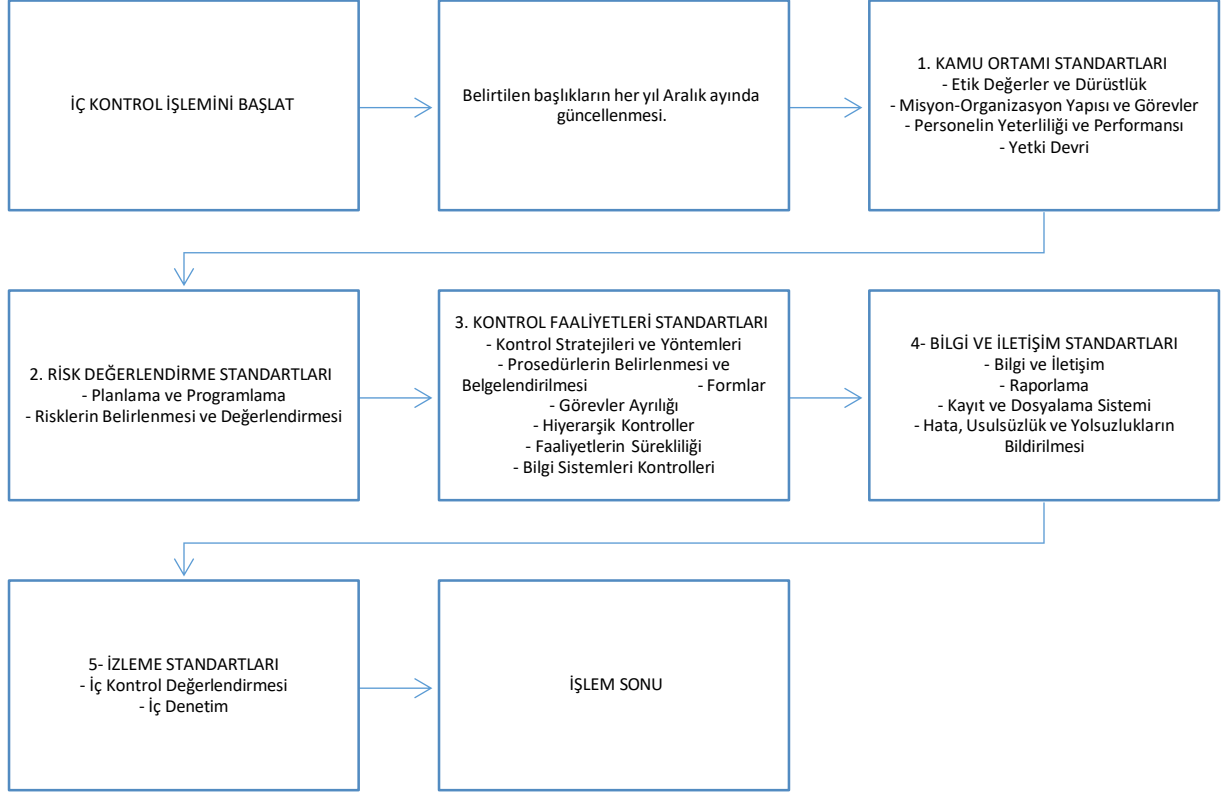 İÇ KONTROL İŞLEMİNİ BAŞLAT
Belirtilen başlıkların her yıl Aralık ayında
güncellenmesi.
1. KAMU ORTAMI STANDARTLARI
- Etik Değerler ve Dürüstlük
- Misyon-Organizasyon Yapısı ve Görevler
- Personelin Yeterliliği ve Performansı
- Yetki Devri
2. RİSK DEĞERLENDİRME STANDARTLARI
- Planlama ve Programlama
- Risklerin Belirlenmesi ve Değerlendirmesi
3. KONTROL FAALİYETLERİ STANDARTLARI
- Kontrol Stratejileri ve Yöntemleri
- Prosedürlerin Belirlenmesi ve
Belgelendirilmesi - Formlar
- Görevler Ayrılığı
- Hiyerarşik Kontroller
- Faaliyetlerin Sürekliliği
- Bilgi Sistemleri Kontrolleri
4- BİLGİ VE İLETİŞİM STANDARTLARI
- Bilgi ve İletişim
- Raporlama
- Kayıt ve Dosyalama Sistemi
- Hata, Usulsüzlük ve Yolsuzlukların
Bildirilmesi
5- İZLEME STANDARTLARI
- İç Kontrol Değerlendirmesi
- İç Denetim
İŞLEM SONU